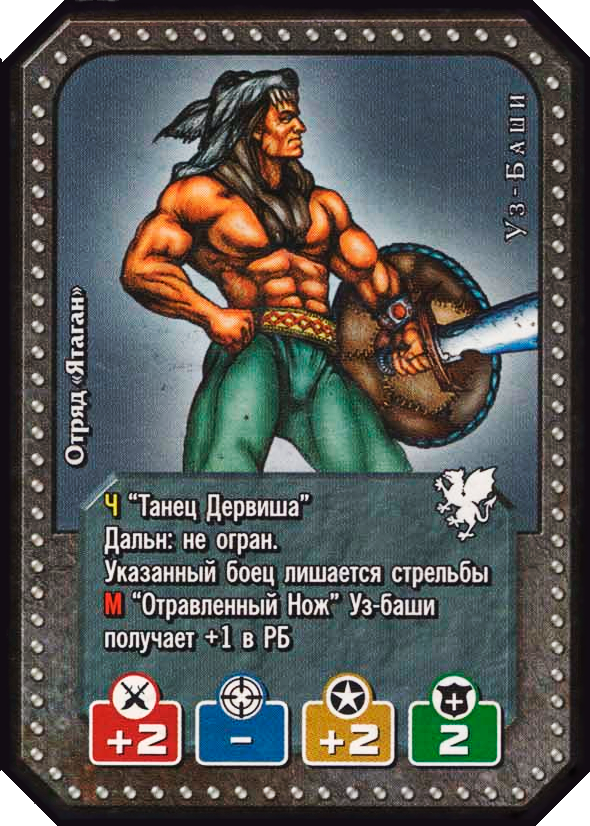 Уз-Баши
Отряд «Ятаган»
Ч “Танец Дервиша”
Дальн: не огран.
Указанный боец лишается стрельбы
М “Отравленный Нож” Уз-баши
получает +1 в РБ
+2 – +2 2